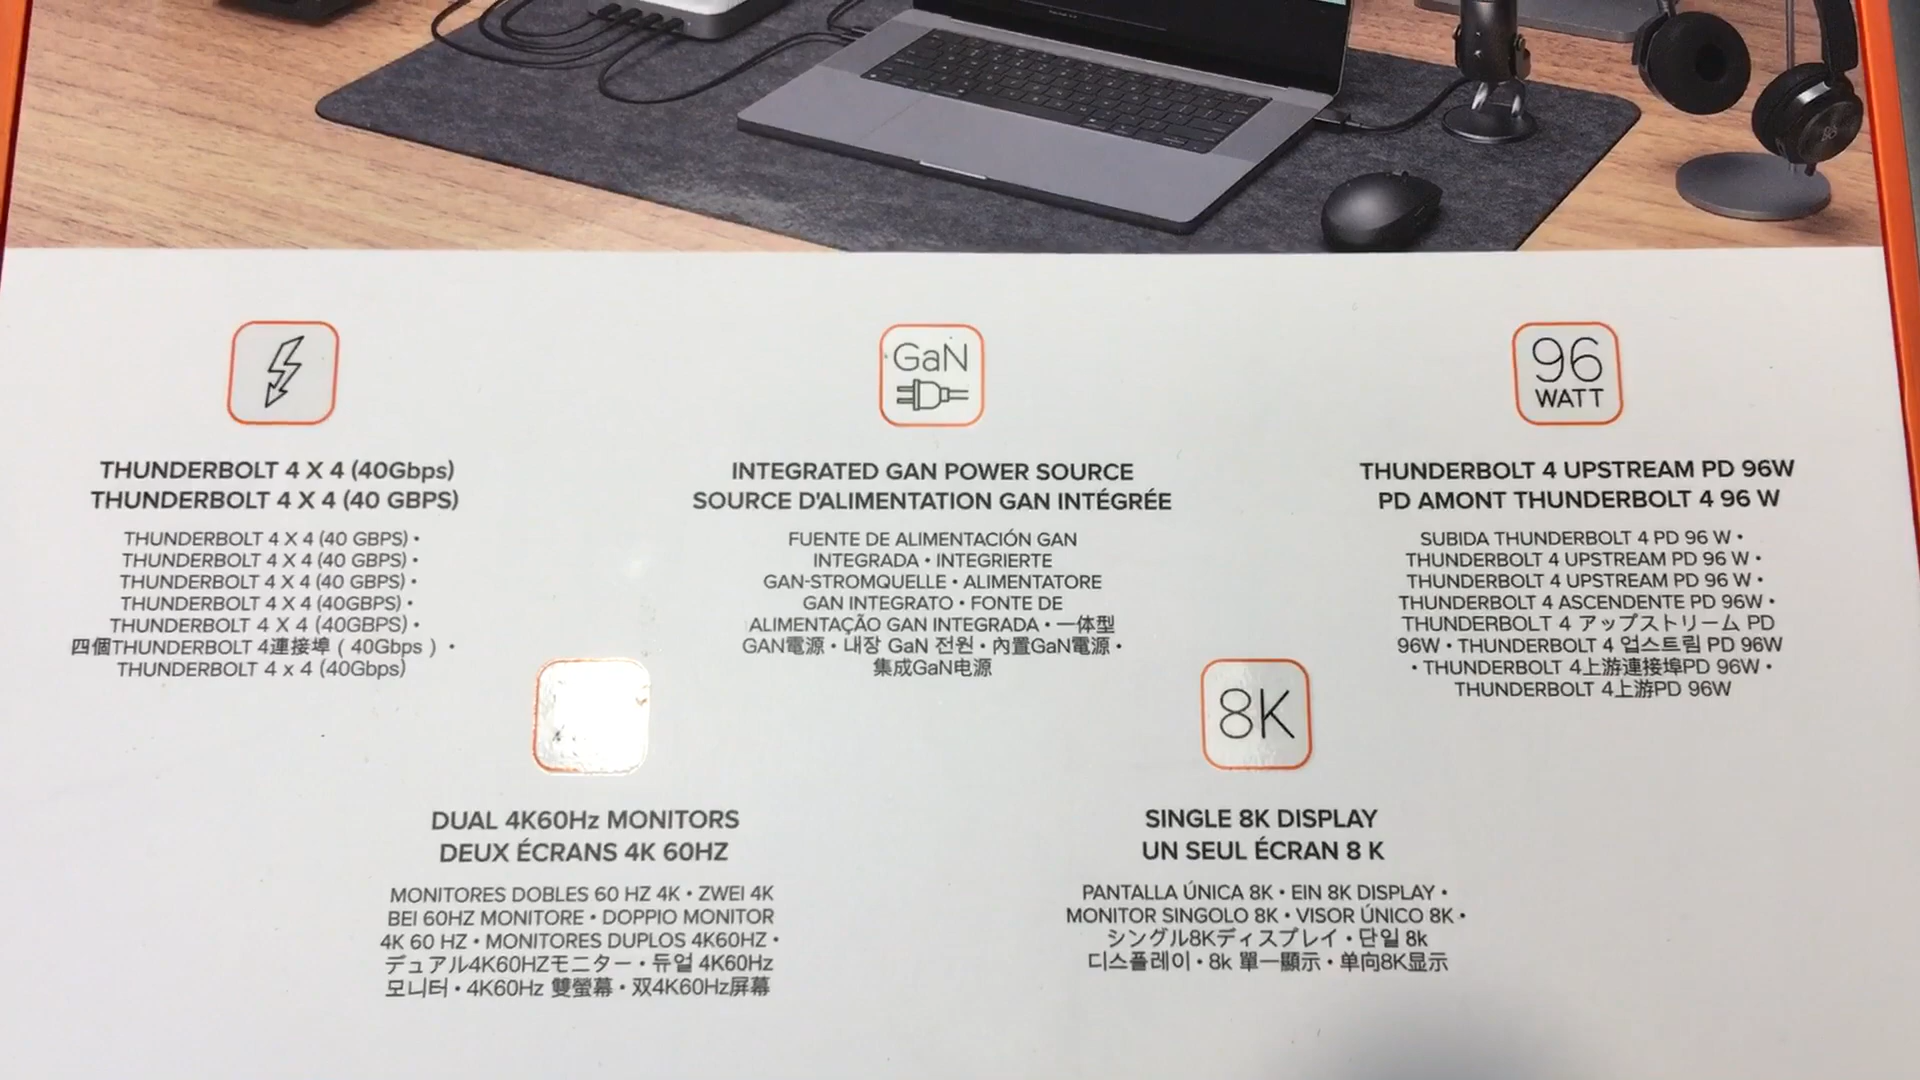 GaN
96
WATT
THUNDERBOLT 4 X 4 (40Gbps)
THUNDERBOLT 4 X 4 (40 GBPS)
THUNDERBOLT 4 X 4 (40 GBPS) •
THUNDERBOLT 4 X 4 (40 GBPS) •
THUNDERBOLT 4 X 4 (40 GBPS) •
THUNDERBOLT 4 X 4 (40GBPS) •
THUNDERBOLT 4 X 4 (40GBPS) •
四個THUNDERBOLT 4連接埠 ( 40Gbps ) •
THUNDERBOLT 4 x 4 (40Gbps)
INTEGRATED GAN POWER SOURCE
SOURCE D'ALIMENTATION GAN INTÉGRÉE
FUENTE DE ALIMENTACIÓN GAN
INTEGRADA • INTEGRIERTE
GAN-STROMQUELLE • ALIMENTATORE
GAN INTEGRATO • FONTE DE
ALIMENTAÇÃO GAN INTEGRADA • 一体型
GAN電源 • 내장 GaN 전원 • 內置GaN電源 •
集成GaN电源
THUNDERBOLT 4 UPSTREAM PD 96W
PD AMONT THUNDERBOLT 4 96 W
SUBIDA THUNDERBOLT 4 PD 96 W •
THUNDERBOLT 4 UPSTREAM PD 96 W •
THUNDERBOLT 4 UPSTREAM PD 96 W •
THUNDERBOLT 4 ASCENDENTE PD 96W •
THUNDERBOLT 4 アップストリーム PD
96W • THUNDERBOLT 4 업스트림 PD 96W
• THUNDERBOLT 4上游連接埠PD 96W •
THUNDERBOLT 4上游PD 96W
8K
DUAL 4K60Hz MONITORS
DEUX ÉCRANS 4K 60HZ
MONITORES DOBLES 60 HZ 4K • ZWEI 4K
BEI 60HZ MONITORE • DOPPIO MONITOR
4K 60 HZ • MONITORES DUPLOS 4K60HZ •
デュアル4K60HZモニター • 듀얼 4K60Hz
모니터 • 4K60Hz 雙螢幕 • 双4K60Hz屏幕
SINGLE 8K DISPLAY
UN SEUL ÉCRAN 8 K
PANTALLA ÚNICA 8K • EIN 8K DISPLAY •
MONITOR SINGOLO 8K • VISOR ÚNICO 8K •
シングル8Kディスプレイ • 단일 8k
디스플레이 • 8k 單一顯示 • 单向8K显示